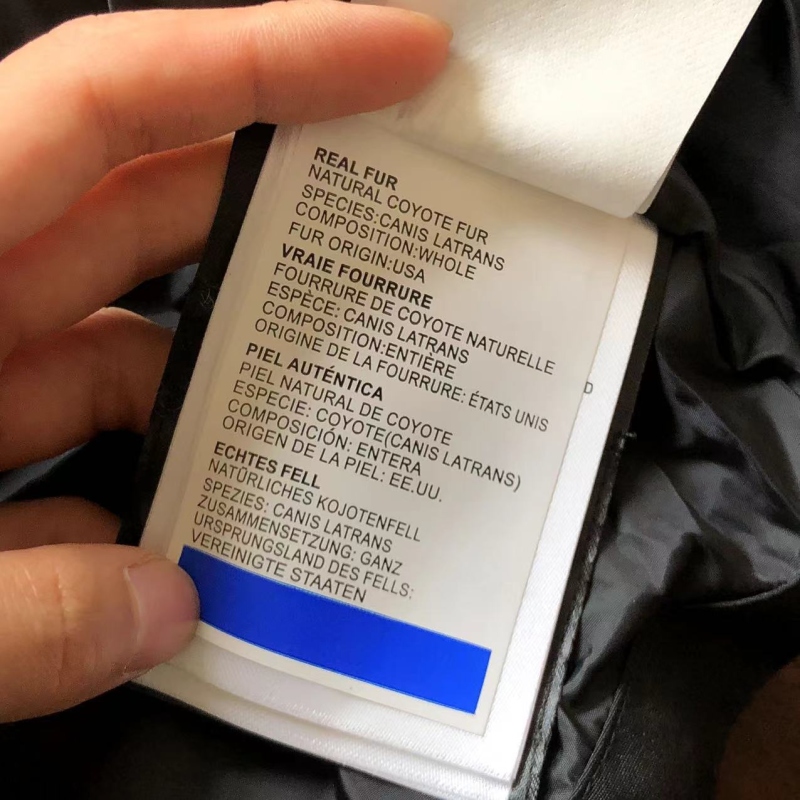 REAL FUR
NATURAL COYOTE FUR
SPECIES:CANIS LATRANS
COMPOSITION:WHOLE
FUR ORIGIN:USA
VRAIE FOURRURE
FOURRURE DE COYOTE NATURELLE
ESPÈCE: CANIS LATRANS
COMPOSITION:ENTIÈRE
ORIGINE DE LA FOURRURE: ÉTATS UNIS
PIEL AUTÉNTICA
PIEL NATURAL DE COYOTE
ESPECIE: COYOTE(CANIS LATRANS)
COMPOSICIÓN: ENTERA
ORIGEN DE LA PIEL: EE.UU.
ECHTES FELL
NATÜRLICHES KOJOTENFELL
SPEZIES: CANIS LATRANS
ZUSAMMENSETZUNG: GANZ
URSPRUNGSLAND DES FELLS:
VEREINIGTE STAATEN
D